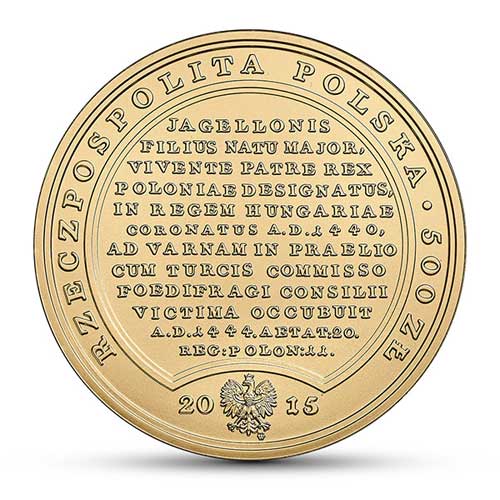 RZECZPOSPOLITA POLSKA · 500 ZŁ
JAGELLONIS
FILIUS NATU MAJOR,
VIVENTE PATRE REX
POLONIAE DESIGNATUS,
IN REGEM HUNGARIAE
CORONATUS A.D.1440,
AD VARNAM IN PRAELIO
CUM TURCIS COMMISSO
FOEDIFRAGI CONSILII
VICTIMA OCCUBUIT
A.D.1444.AETAT:20.
REG:POLON:11.
2015